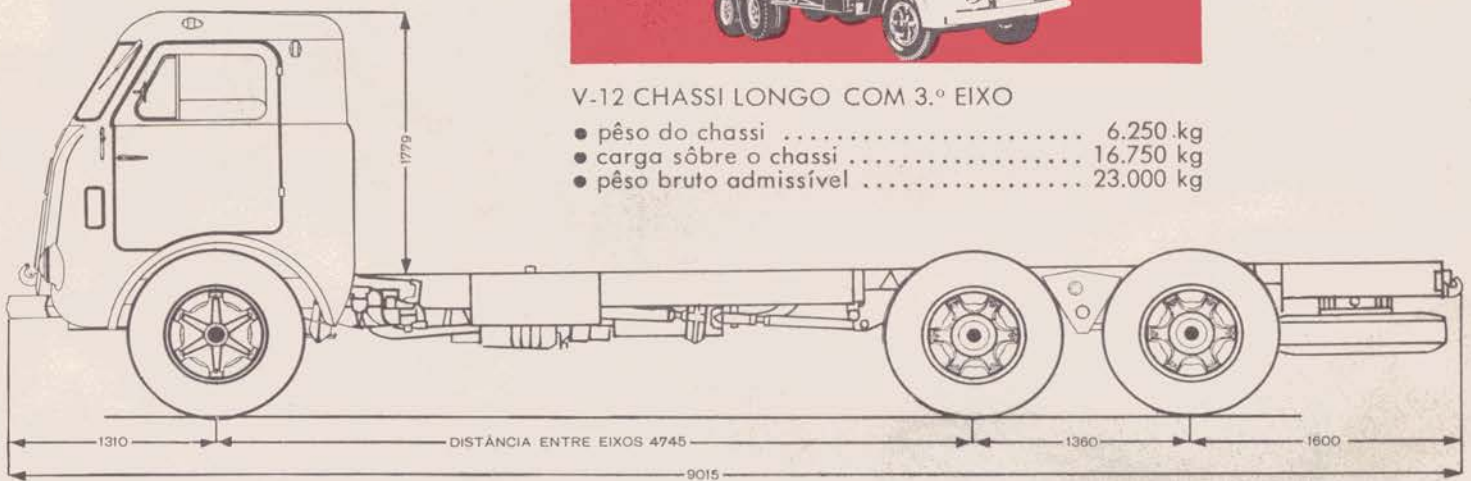 V-12 CHASSI LONGO COM 3.º EIXO
● pêso do chassi ........................ 6.250 kg
● carga sôbre o chassi .................. 16.750 kg
● pêso bruto admissível ................ 23.000 kg
1779
1310
DISTÂNCIA ENTRE EIXOS 4745
1360
1600
9015